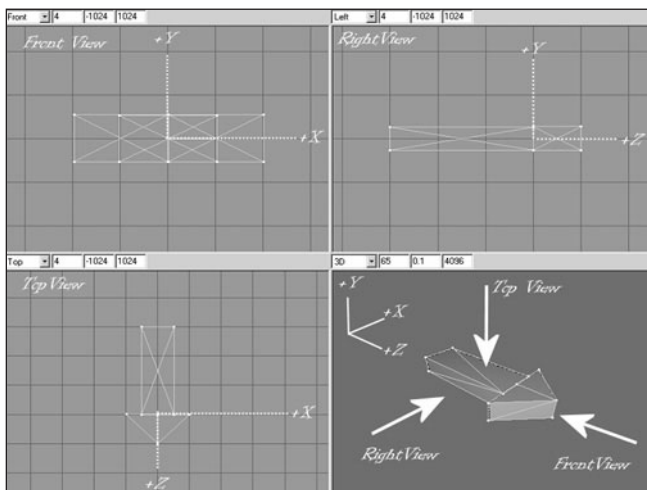 Front 4 -1024 1024
Left 4 -1024 1024
Front View
+Y
+X
Right View
+Y
+Z
Top 4 -1024 1024
3D 65 0.1 4096
Top View
+X
+Z
+Y
+X
+Z
Top View
Right View
Front View